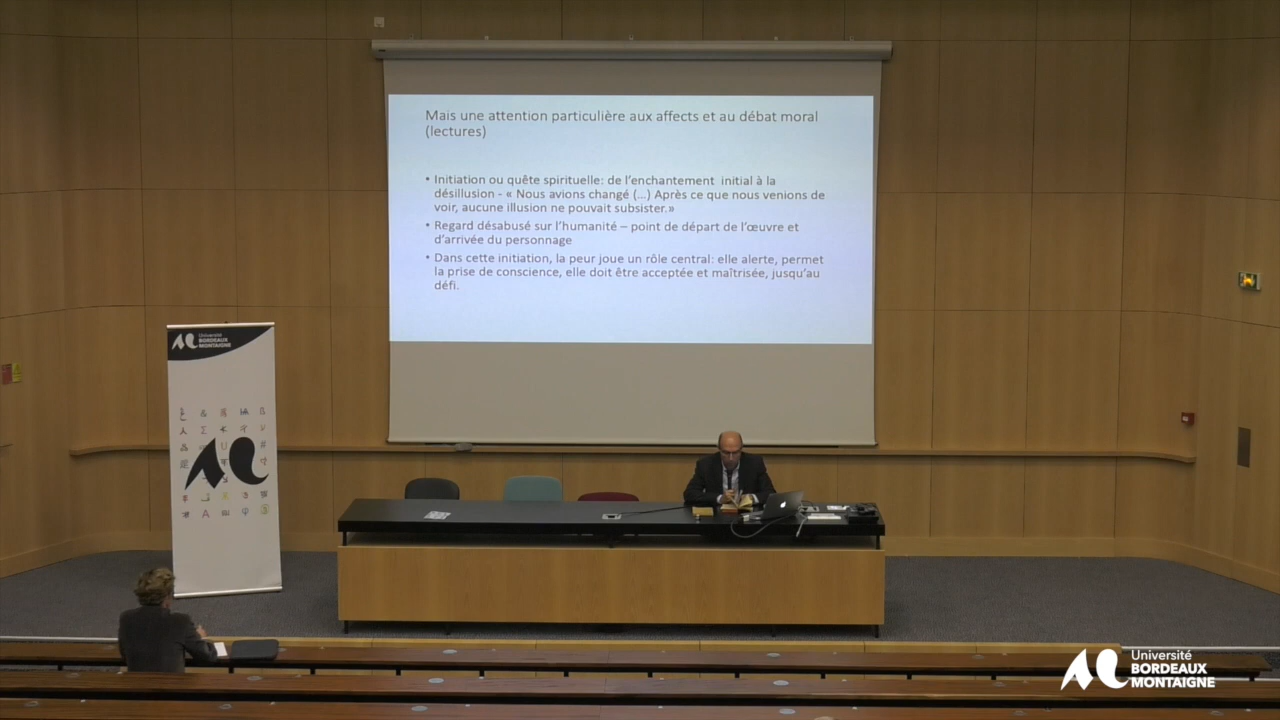 Mais une attention particulière aux affects et au débat moral
(lectures)
• Initiation ou quête spirituelle: de l’enchantement initial à la
désillusion - « Nous avions changé (…) Après ce que nous venions de
voir, aucune illusion ne pouvait subsister.»
• Regard désabusé sur l’humanité – point de départ de l’œuvre et
d’arrivée du personnage
• Dans cette initiation, la peur joue un rôle central: elle alerte, permet
la prise de conscience, elle doit être acceptée et maîtrisée, jusqu’au
défi.
Université
BORDEAUX
MONTAIGNE
Université
BORDEAUX
MONTAIGNE